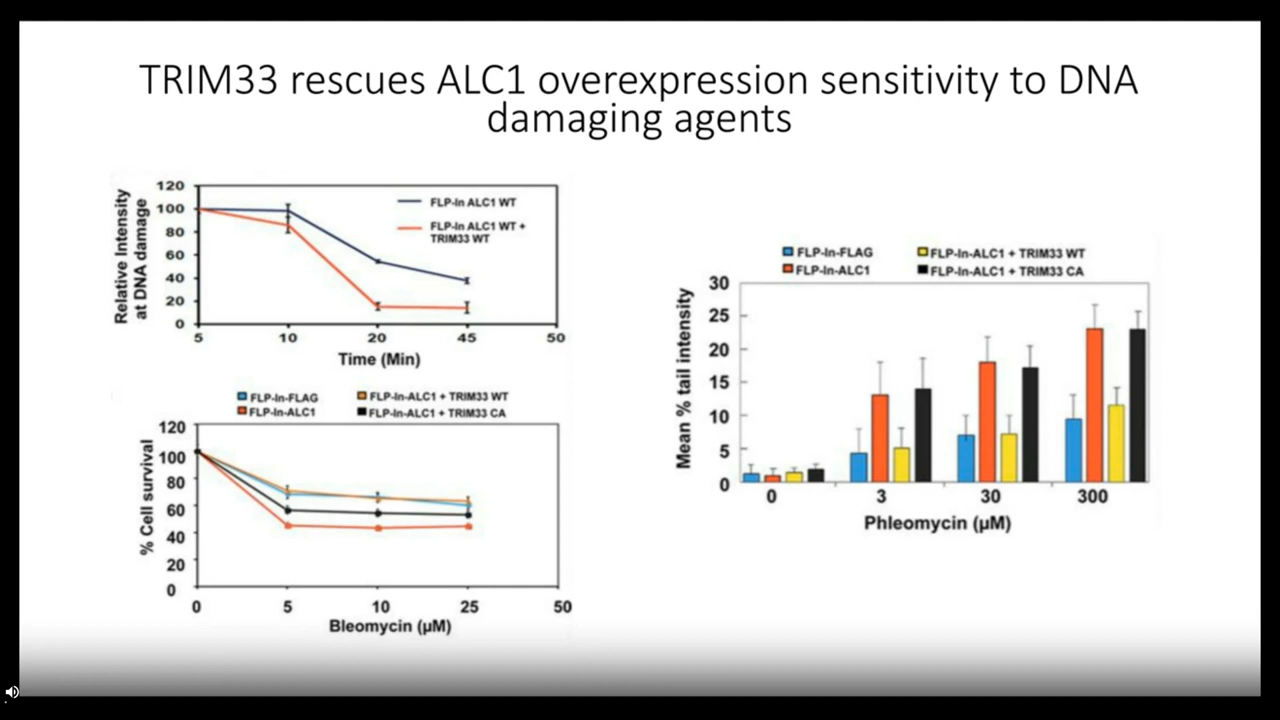 TRIM33 rescues ALC1 overexpression sensitivity to DNA
damaging agents
Relative Intensity
at DNA damage
120
100
80
60
40
20
0
FLP-In ALC1 WT
FLP-In ALC1 WT +
TRIM33 WT
5 10 20 45 50
Time (Min)
FLP-In-FLAG FLP-In-ALC1 + TRIM33 WT
FLP-In-ALC1 FLP-In-ALC1 + TRIM33 CA
% Cell survival
120
100
80
60
40
20
0
0 5 10 25 50
Bleomycin (µM)
FLP-In-FLAG FLP-In-ALC1 + TRIM33 WT
FLP-In-ALC1 FLP-In-ALC1 + TRIM33 CA
Mean % tail intensity
30
25
20
15
10
5
0
0 3 30 300
Phleomycin (µM)